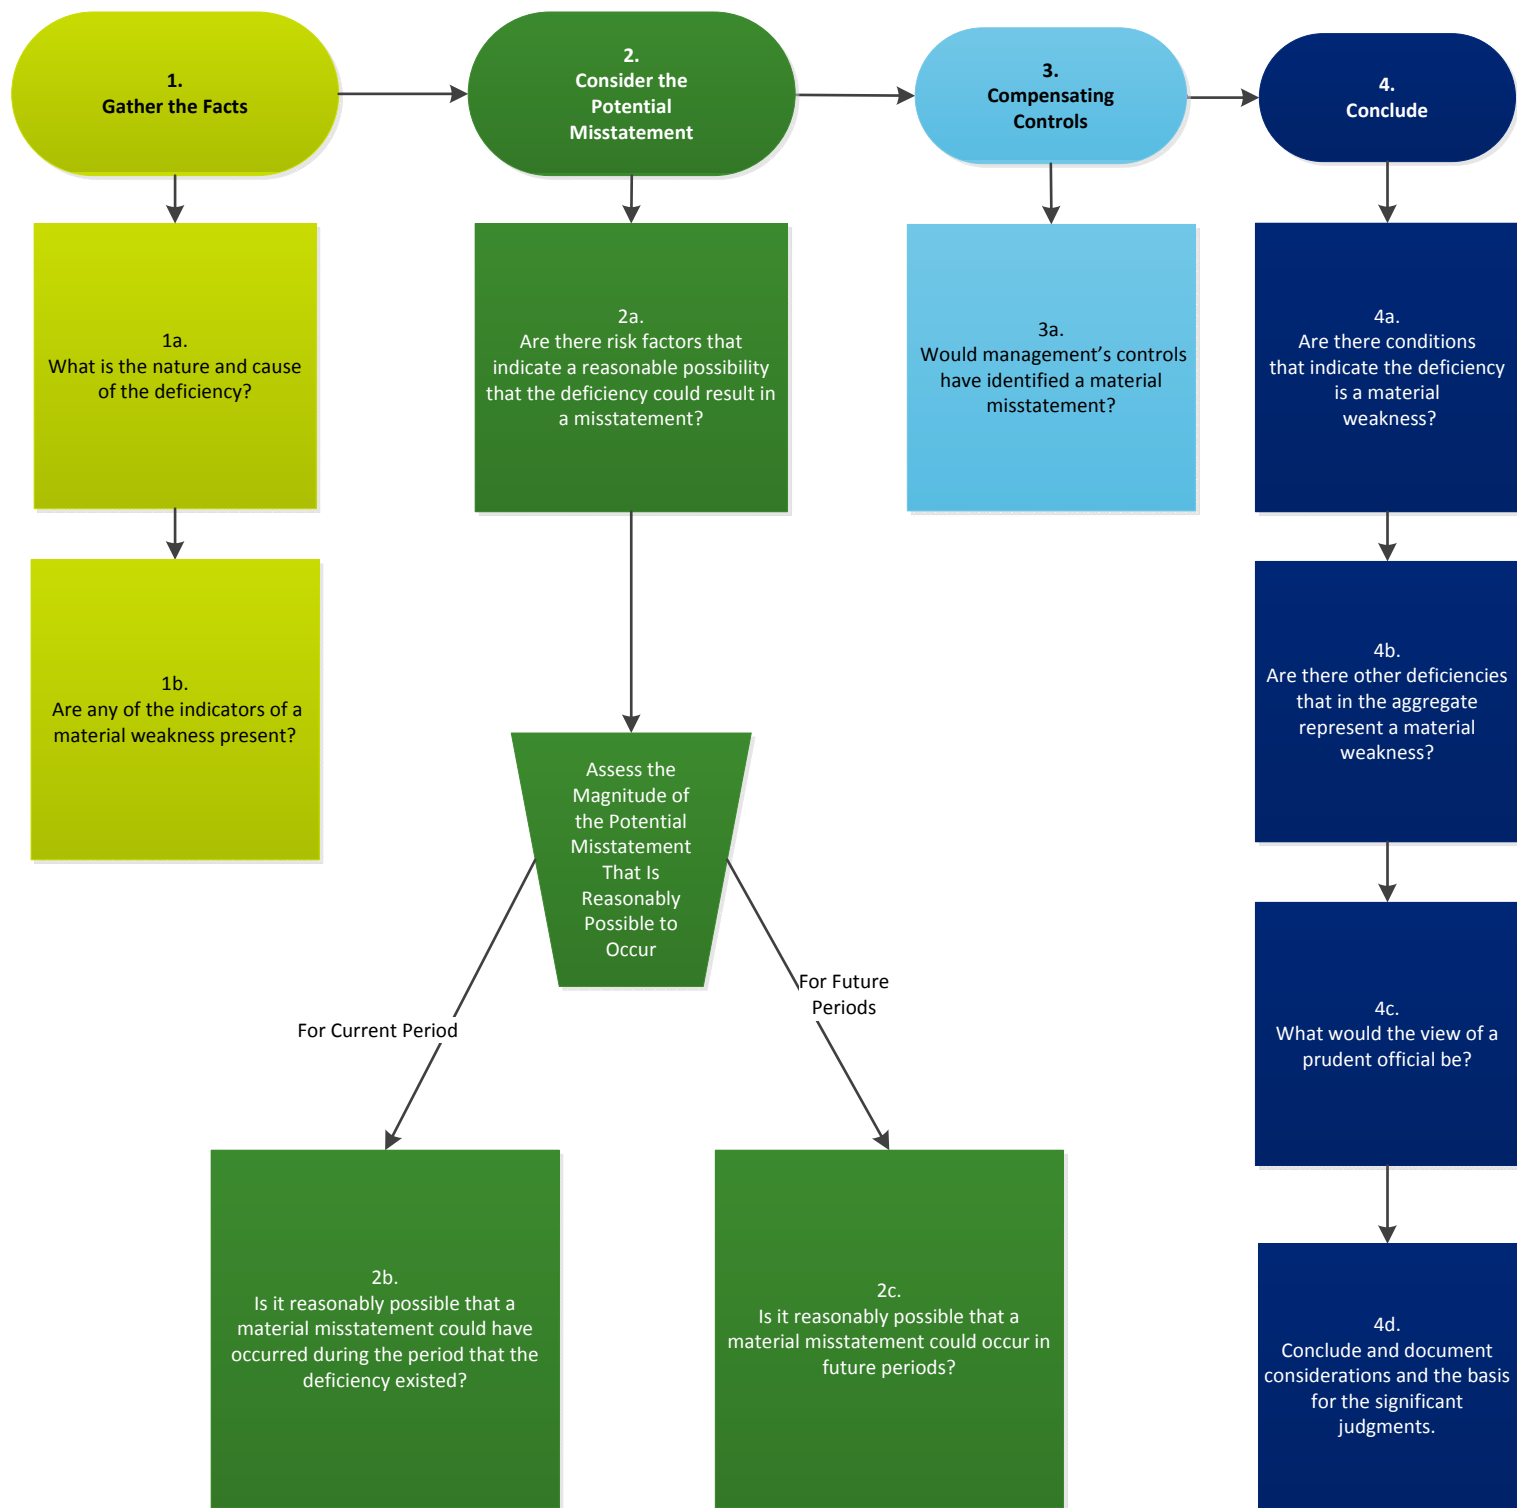 1.
Gather the Facts
2.
Consider the
Potential
Misstatement
3.
Compensating
Controls
4.
Conclude
1a.
What is the nature and cause
of the deficiency?
1b.
Are any of the indicators of a
material weakness present?
2a.
Are there risk factors that
indicate a reasonable possibility
that the deficiency could result in
a misstatement?
Assess the
Magnitude of
the Potential
Misstatement
That Is
Reasonably
Possible to
Occur
For Current Period
For Future
Periods
2b.
Is it reasonably possible that a
material misstatement could have
occurred during the period that the
deficiency existed?
2c.
Is it reasonably possible that a
material misstatement could occur in
future periods?
3a.
Would management’s controls
have identified a material
misstatement?
4a.
Are there conditions
that indicate the deficiency
is a material
weakness?
4b.
Are there other deficiencies
that in the aggregate
represent a material
weakness?
4c.
What would the view of a
prudent official be?
4d.
Conclude and document
considerations and the basis
for the significant
judgments.